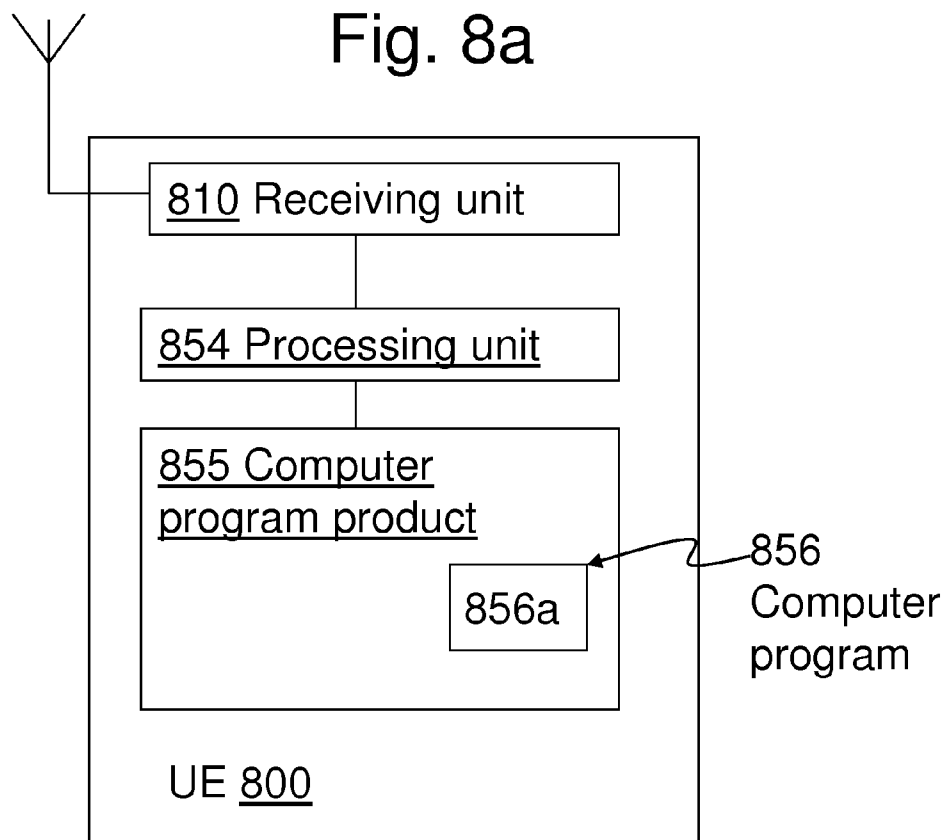 Fig. 8a
810 Receiving unit
854 Processing unit
855 Computer
program product
856a
856
Computer
program
UE 800